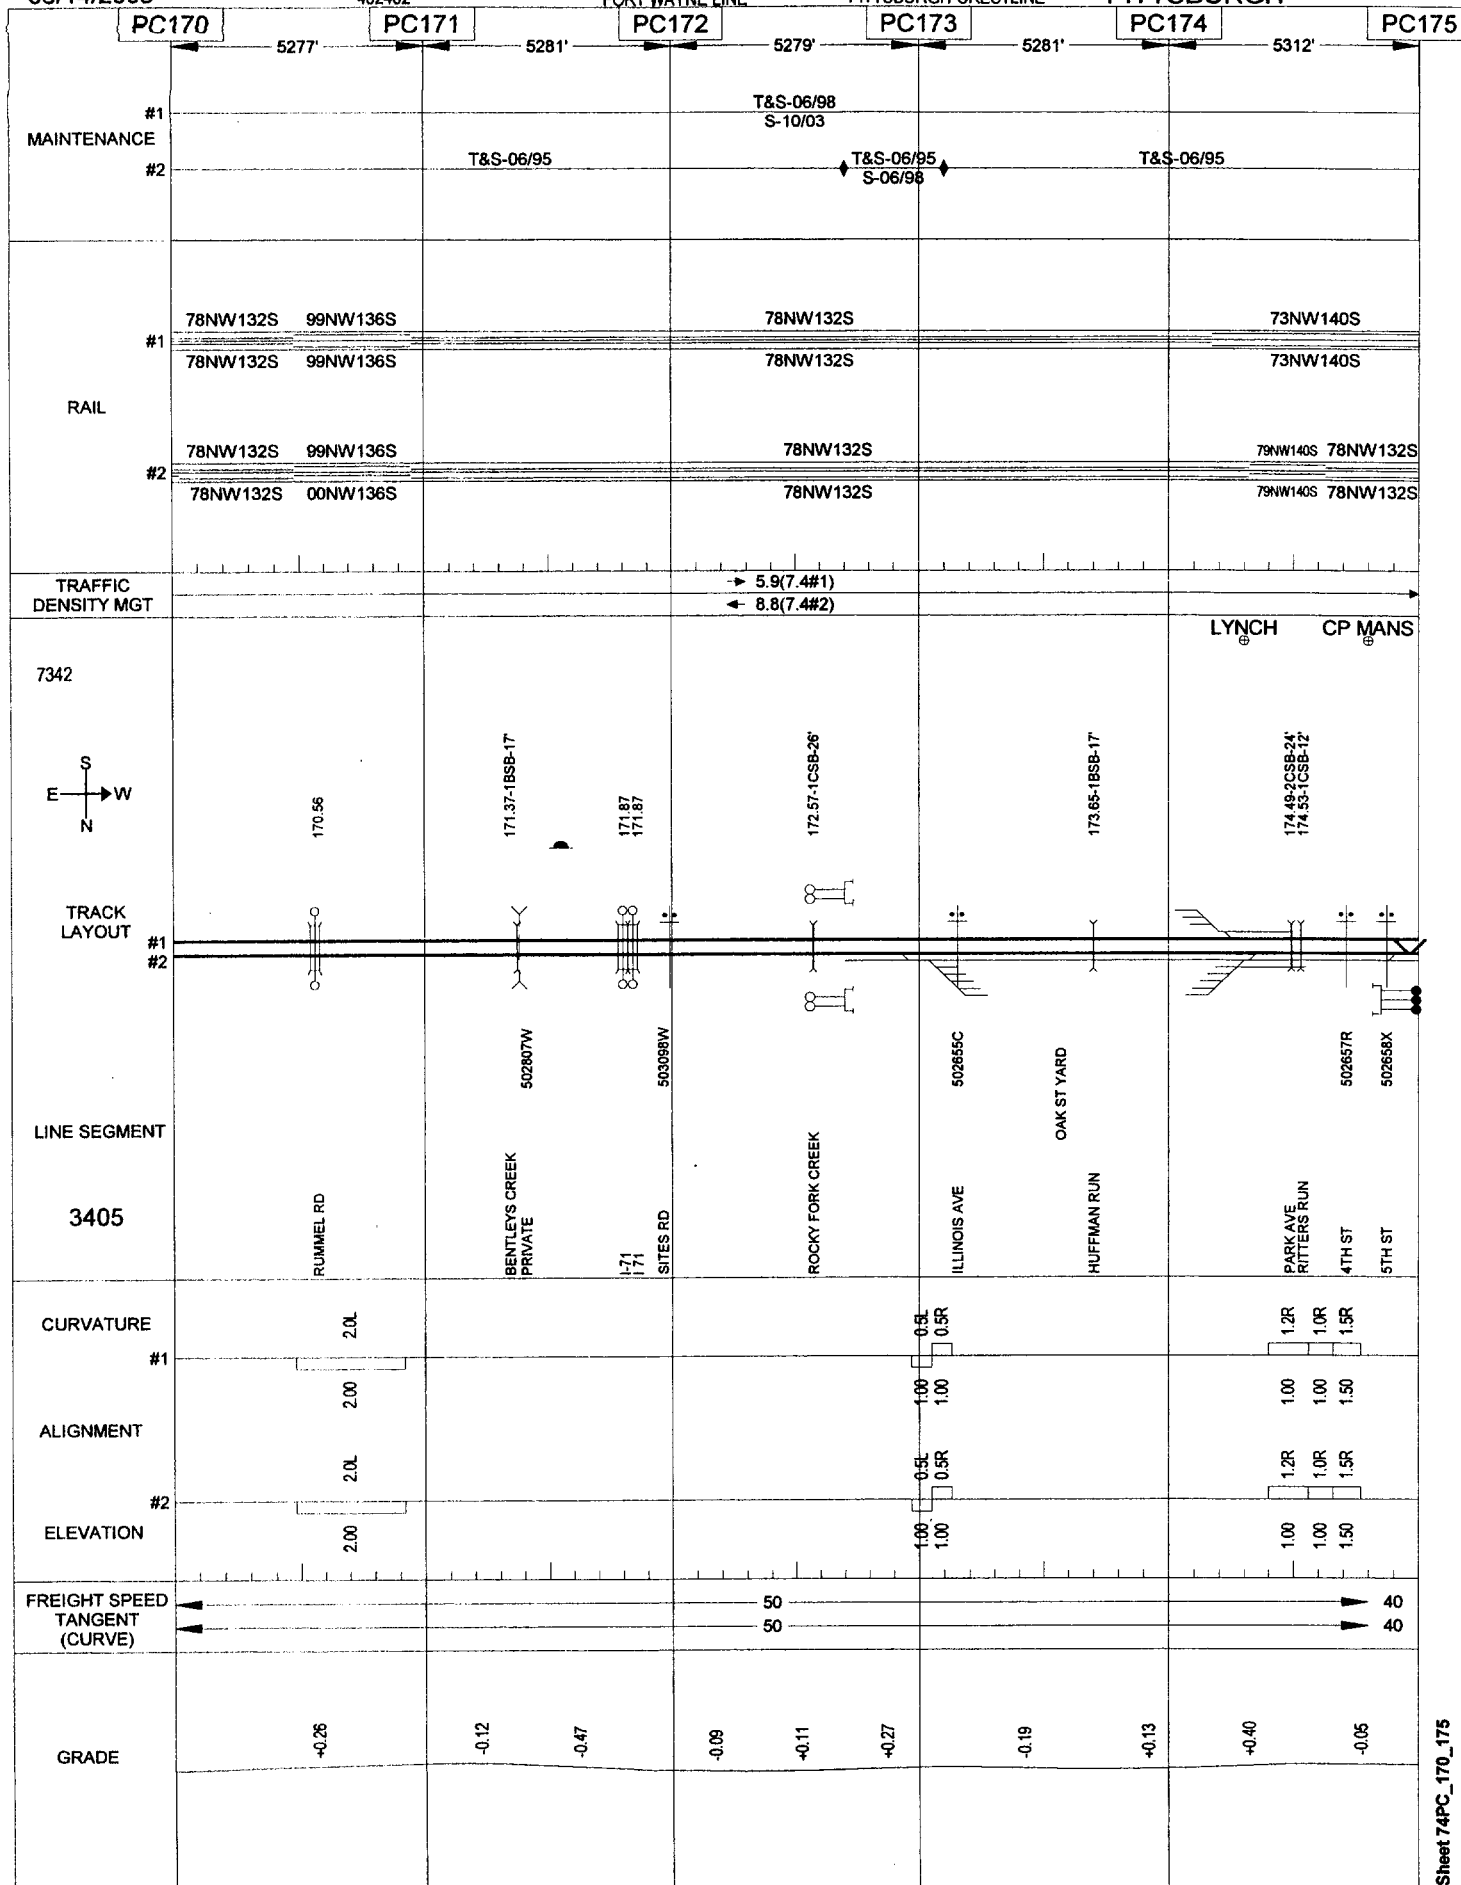 FORT WAYNE LINE
PITTSBURGH
PC170 PC171 PC172 PC173 PC174 PC175
5277' 5281' 5279' 5281' 5312'
MAINTENANCE
#1
T&S-06/98
S-10/03
#2
T&S-06/95 T&S-06/95 T&S-06/95
S-06/98
RAIL
78NW132S 99NW136S 78NW132S 73NW140S
#1
78NW132S 99NW136S 78NW132S 73NW140S
78NW132S 99NW136S 78NW132S 79NW140S 78NW132S
#2
78NW132S 00NW136S 78NW132S 79NW140S 78NW132S
TRAFFIC
DENSITY MGT
5.9(7.4#1)
8.8(7.4#2)
LYNCH CP MANS
7342
S
E W
N
170.56
171.37-1BSB-17'
171.87
171.87
172.57-1CSB-26'
173.65-1BSB-17'
174.49-2CSB-24'
174.53-1CSB-12'
TRACK
LAYOUT
#1
#2
502807W
503098W
502655C
OAK ST YARD
502657R
502658X
LINE SEGMENT
3405
RUMMEL RD
BENTLEYS CREEK
PRIVATE
I-71
I 71
SITES RD
ROCKY FORK CREEK
ILLINOIS AVE
HUFFMAN RUN
PARK AVE
RITTERS RUN
4TH ST
5TH ST
CURVATURE
#1
2.0L 0.5L 0.5R 1.2R 1.0R 1.5R
2.00 1.00 1.00 1.00 1.00 1.50
ALIGNMENT
#2
2.0L 0.5L 0.5R 1.2R 1.0R 1.5R
2.00 1.00 1.00 1.00 1.00 1.50
ELEVATION
FREIGHT SPEED
TANGENT
(CURVE)
50 40
50 40
GRADE
+0.26 -0.12 -0.47 -0.09 +0.11 +0.27 -0.19 +0.13 +0.40 -0.05
Sheet 74PC_170_175